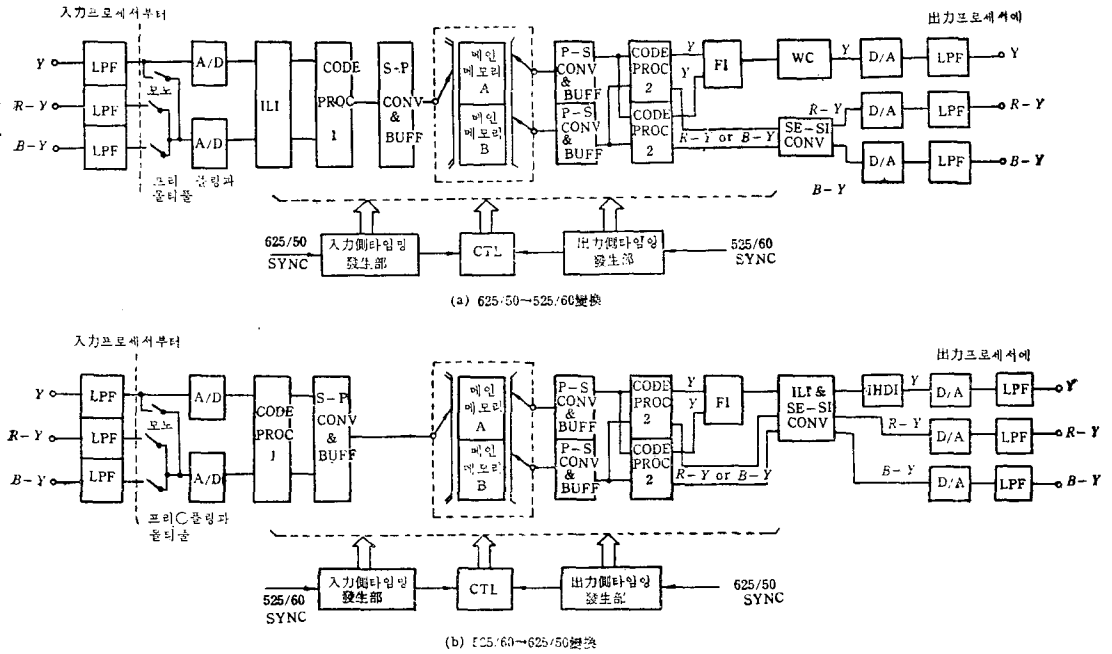 入力프로세서부터
出力프로세서에
Y
LPF
A/D
ILI
CODE
PROC
1
S-P
CONV
&
BUFF
메인
메모리
A
메인
메모리
B
P-S
CONV
&
BUFF
P-S
CONV
&
BUFF
CODE
PROC
2
CODE
PROC
2
Y
Y
FI
WC
Y
D/A
LPF
Y
모노
R-Y
LPF
B-Y
LPF
A/D
R-Y or B-Y
SE-SI
CONV
R-Y
D/A
LPF
R-Y
B-Y
D/A
LPF
B-Y
625/50
SYNC
入力側타임밍
發生部
CTL
出力側타임밍
發生部
525/60
SYNC
(a) 625/50→525/60變換
入力프로세서부터
出力프로세서에
Y
LPF
A/D
CODE
PROC
1
S-P
CONV
&
BUFF
메인
메모리
A
메인
메모리
B
P-S
CONV
&
BUFF
P-S
CONV
&
BUFF
CODE
PROC
2
CODE
PROC
2
Y
Y
FI
ILI &
SE-SI
CONV
IHDI
Y
D/A
LPF
Y
모노
R-Y
LPF
B-Y
LPF
A/D
R-Y or B-Y
R-Y
D/A
LPF
R-Y
B-Y
D/A
LPF
B-Y
525/60
SYNC
入力側타임밍
發生部
CTL
出力側타임밍
發生部
625/50
SYNC
(b) 525/60→625/50變換